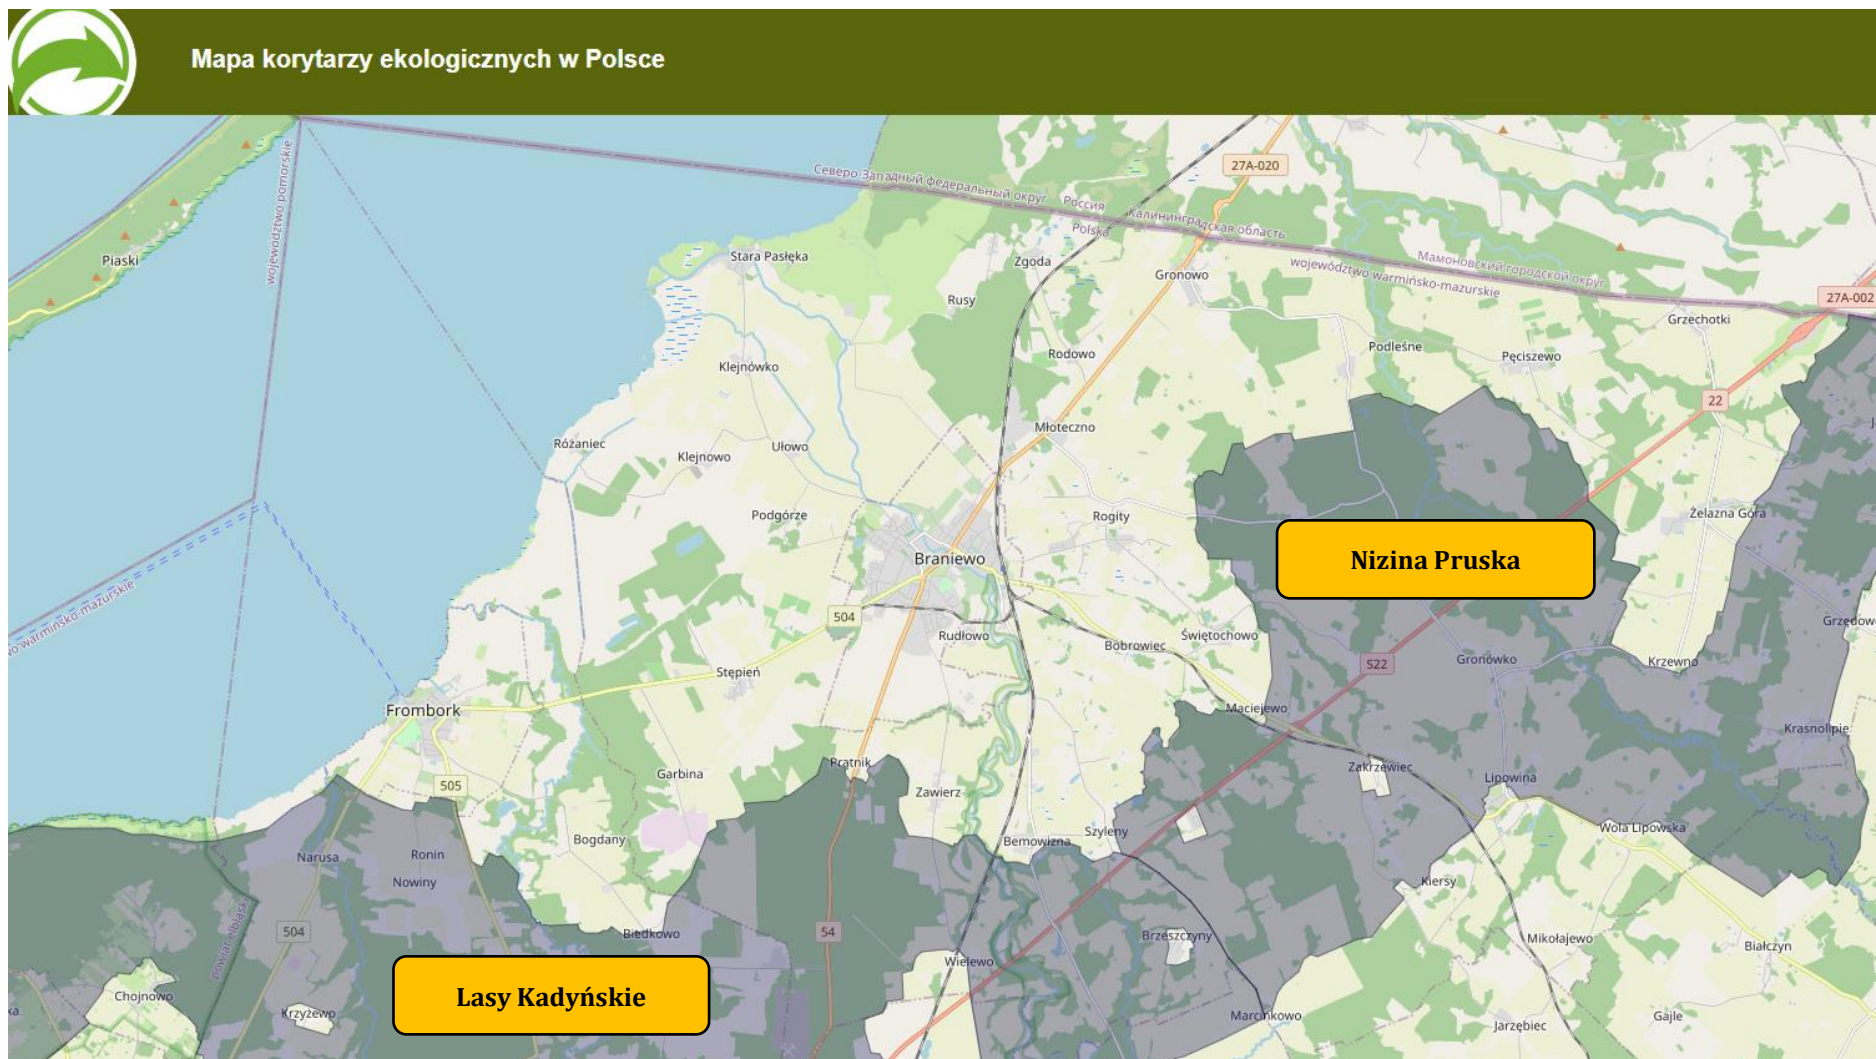 Mapa korytarzy ekologicznych w Polsce
27A-020
województwo pomorskie
Северо-Западный федеральный округ
Россия
Калининградская область
Polska
Мамоновский городской округ
województwo warmińsko-mazurskie
Piaski
Stara Pasłęka
Zgoda
Gronowo
27A-002
Rusy
Grzechotki
Rodowo
Podleśne
Pęciszewo
Klejnówko
22
Młoteczno
Różaniec
Ułowo
Klejnowo
Podgórze
Rogity
Żelazna Góra
Braniewo
Nizina Pruska
504
Rudłowo
Świętochowo
Bobrowiec
Gronówko
Krzewno
S22
Stępień
Frombork
Maciejewo
Krasnolipie
Pratnik
Garbina
Zakrzewiec
Lipowina
505
Zawierz
Bogdany
Szyleny
Bemowizna
Wola Lipowska
Narusa
Ronin
Nowiny
Kiersy
504
54
Biedkowo
Brzeszczyny
Mikołajewo
Białczyn
Wielewo
powiat elbląski
Chojnowo
Lasy Kadyńskie
Krzyżewo
Marcinkowo
Jarzębiec
Gajle